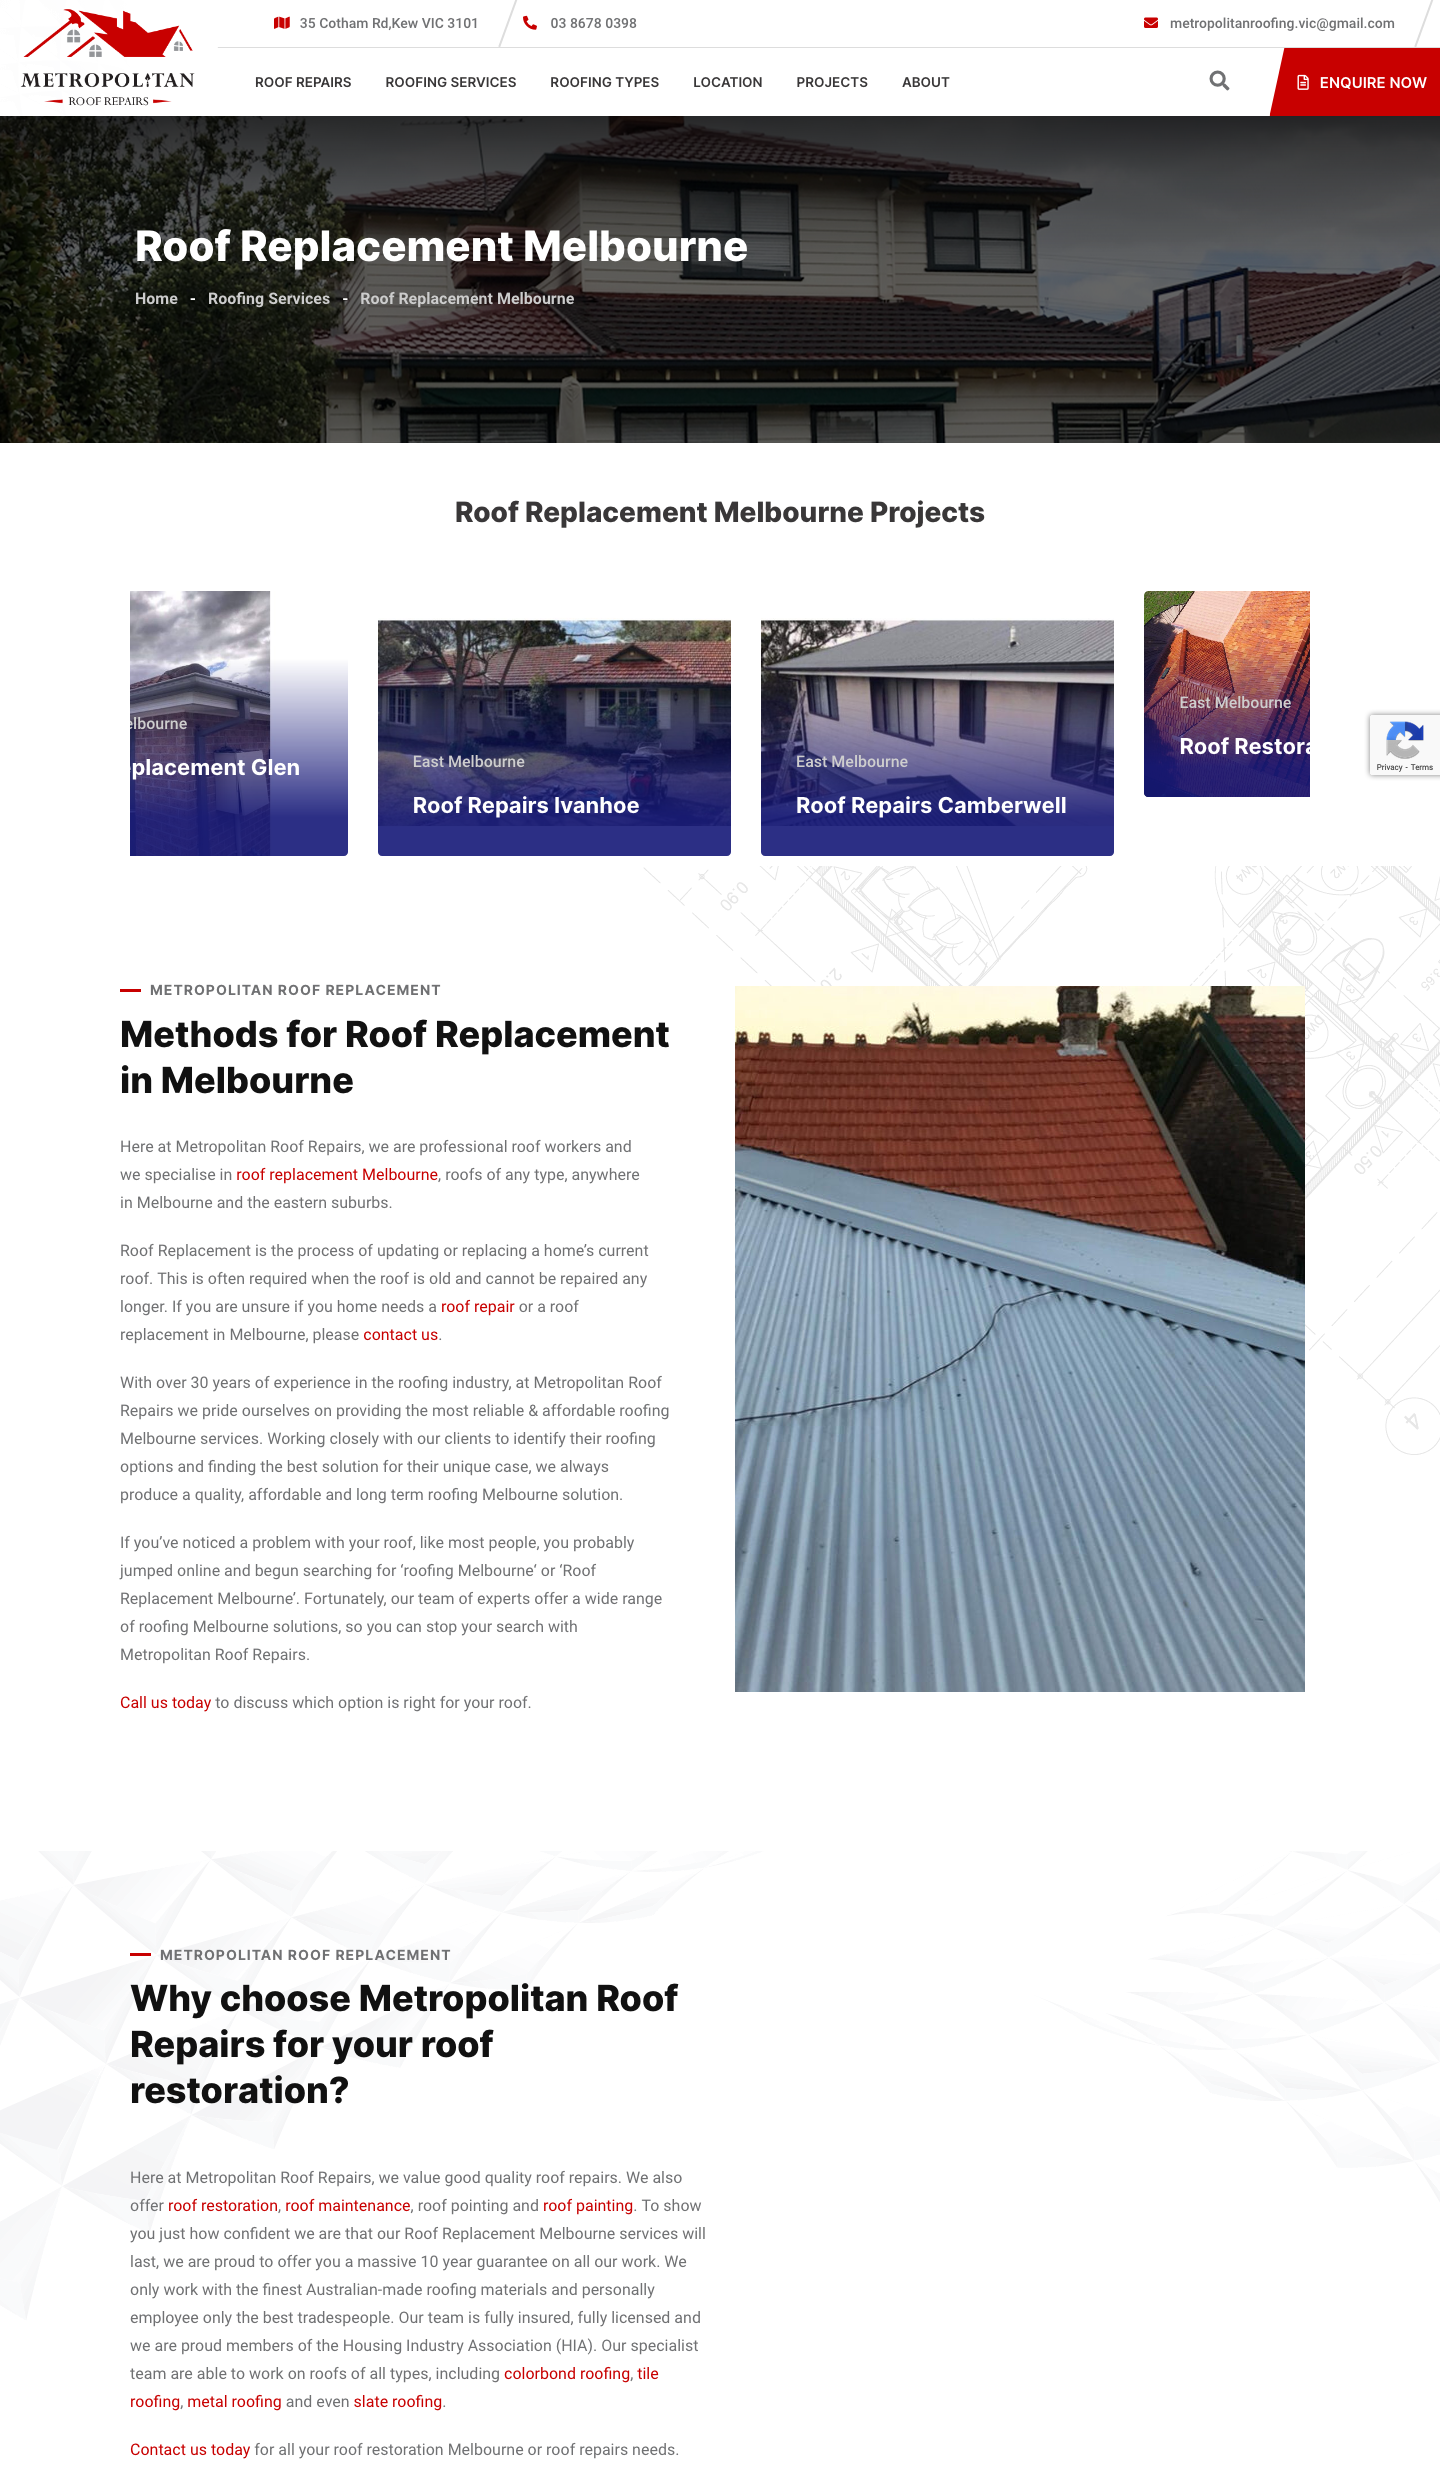 35 Cotham Rd,Kew VIC 3101
03 8678 0398
metropolitanroofing.vic@gmail.com
METROPOLITAN
ROOF REPAIRS
ROOF REPAIRS
ROOFING SERVICES
ROOFING TYPES
LOCATION
PROJECTS
ABOUT
ENQUIRE NOW
Roof Replacement Melbourne
Home - Roofing Services - Roof Replacement Melbourne
Roof Replacement Melbourne Projects
elbourne
placement Glen
East Melbourne
Roof Repairs Ivanhoe
East Melbourne
Roof Repairs Camberwell
East Melbourne
Roof Restora
Privacy - Terms
0.90
0.50
METROPOLITAN ROOF REPLACEMENT
Methods for Roof Replacement
in Melbourne
Here at Metropolitan Roof Repairs, we are professional roof workers and
we specialise in roof replacement Melbourne, roofs of any type, anywhere
in Melbourne and the eastern suburbs.
Roof Replacement is the process of updating or replacing a home’s current
roof. This is often required when the roof is old and cannot be repaired any
longer. If you are unsure if you home needs a roof repair or a roof
replacement in Melbourne, please contact us.
With over 30 years of experience in the roofing industry, at Metropolitan Roof
Repairs we pride ourselves on providing the most reliable & affordable roofing
Melbourne services. Working closely with our clients to identify their roofing
options and finding the best solution for their unique case, we always
produce a quality, affordable and long term roofing Melbourne solution.
If you’ve noticed a problem with your roof, like most people, you probably
jumped online and begun searching for ‘roofing Melbourne‘ or ‘Roof
Replacement Melbourne’. Fortunately, our team of experts offer a wide range
of roofing Melbourne solutions, so you can stop your search with
Metropolitan Roof Repairs.
Call us today to discuss which option is right for your roof.
METROPOLITAN ROOF REPLACEMENT
Why choose Metropolitan Roof
Repairs for your roof
restoration?
Here at Metropolitan Roof Repairs, we value good quality roof repairs. We also
offer roof restoration, roof maintenance, roof pointing and roof painting. To show
you just how confident we are that our Roof Replacement Melbourne services will
last, we are proud to offer you a massive 10 year guarantee on all our work. We
only work with the finest Australian-made roofing materials and personally
employee only the best tradespeople. Our team is fully insured, fully licensed and
we are proud members of the Housing Industry Association (HIA). Our specialist
team are able to work on roofs of all types, including colorbond roofing, tile
roofing, metal roofing and even slate roofing.
Contact us today for all your roof restoration Melbourne or roof repairs needs.